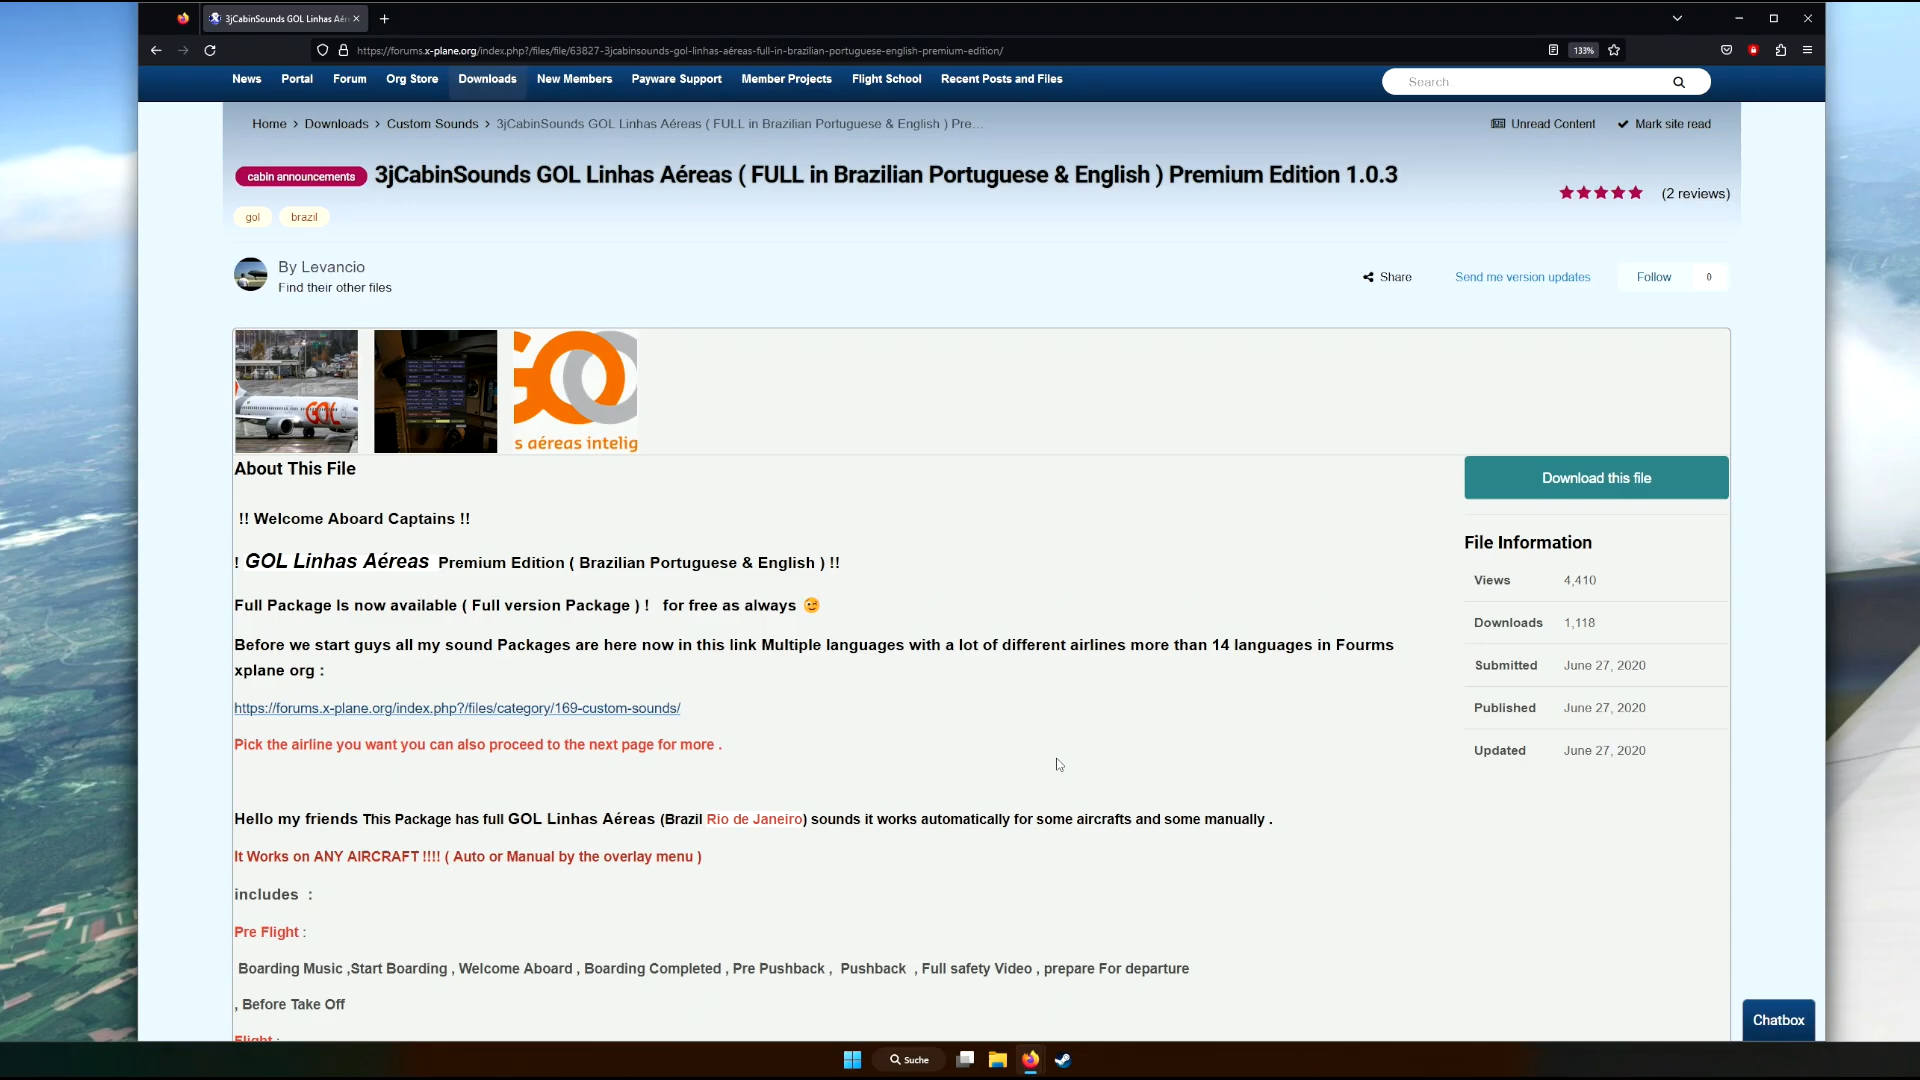 3jCabinSounds GOL Linhas Aér
https://forums.x-plane.org/index.php?/files/file/63827-3jcabinsounds-gol-linhas-aéreas-full-in-brazilian-portuguese-english-premium-edition/
133%
News Portal Forum Org Store Downloads New Members Payware Support Member Projects Flight School Recent Posts and Files
Search
Home > Downloads > Custom Sounds > 3jCabinSounds GOL Linhas Aéreas ( FULL in Brazilian Portuguese & English ) Pre...
Unread Content Mark site read
cabin announcements 3jCabinSounds GOL Linhas Aéreas ( FULL in Brazilian Portuguese & English ) Premium Edition 1.0.3
(2 reviews)
gol brazil
By Levancio
Find their other files
Share Send me version updates Follow 0
GOL
GO
s aéreas intelig
About This File
Download this file
!! Welcome Aboard Captains !!
! GOL Linhas Aéreas Premium Edition ( Brazilian Portuguese & English ) !!
Full Package Is now available ( Full version Package ) ! for free as always 😉
Before we start guys all my sound Packages are here now in this link Multiple languages with a lot of different airlines more than 14 languages in Fourms
xplane org :
https://forums.x-plane.org/index.php?/files/category/169-custom-sounds/
Pick the airline you want you can also proceed to the next page for more .
File Information
Views 4,410
Downloads 1,118
Submitted June 27, 2020
Published June 27, 2020
Updated June 27, 2020
Hello my friends This Package has full GOL Linhas Aéreas (Brazil Rio de Janeiro) sounds it works automatically for some aircrafts and some manually .
It Works on ANY AIRCRAFT !!!! ( Auto or Manual by the overlay menu )
includes :
Pre Flight :
Boarding Music ,Start Boarding , Welcome Aboard , Boarding Completed , Pre Pushback , Pushback , Full safety Video , prepare For departure
, Before Take Off
Flight :
Chatbox
Suche